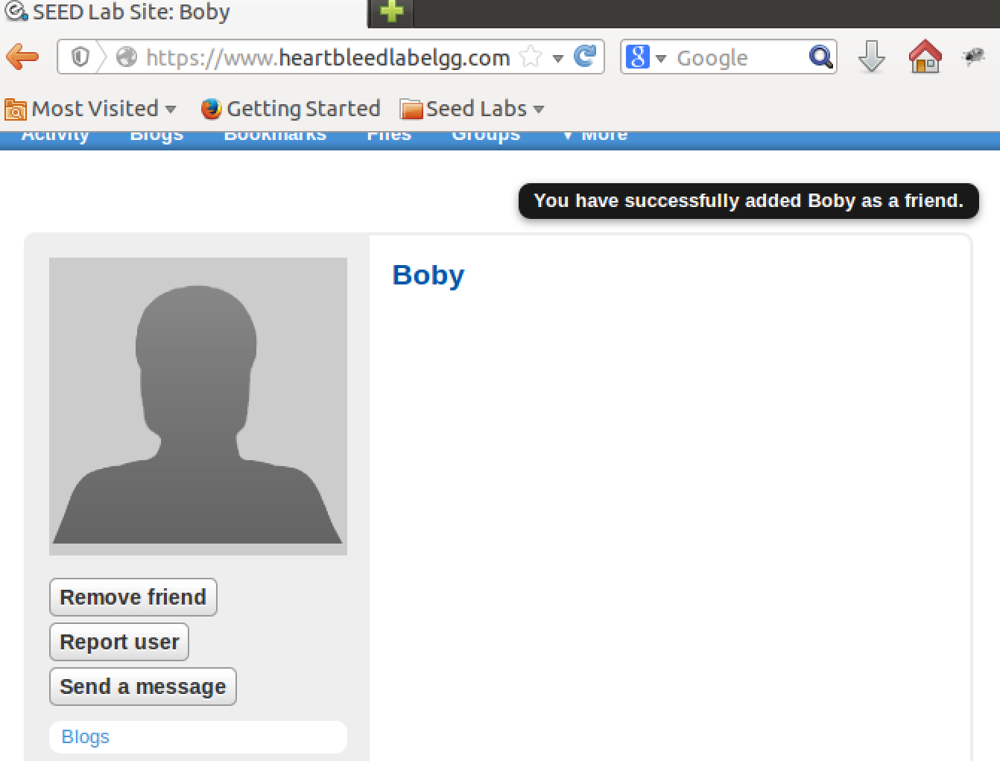 SEED Lab Site: Boby
https://www.heartbleedlabelgg.com
8 Google
Most Visited
Getting Started
Seed Labs
Activity Blogs Bookmarks Files Groups ▼ More
You have successfully added Boby as a friend.
Boby
Remove friend
Report user
Send a message
Blogs